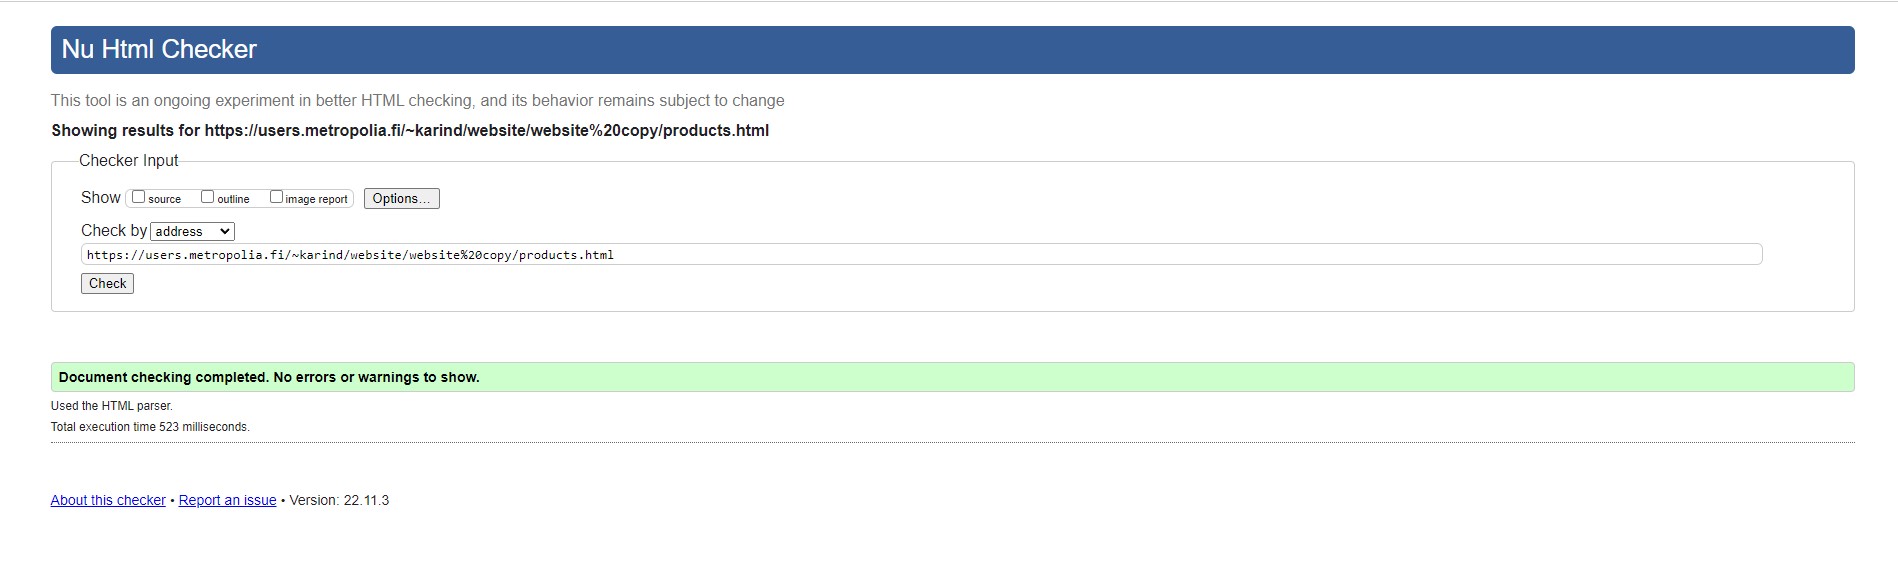 Nu Html Checker
This tool is an ongoing experiment in better HTML checking, and its behavior remains subject to change
Showing results for https://users.metropolia.fi/~karind/website/website%20copy/products.html
Checker Input
Show source outline image report Options...
Check by address
https://users.metropolia.fi/~karind/website/website%20copy/products.html
Check
Document checking completed. No errors or warnings to show.
Used the HTML parser.
Total execution time 523 milliseconds.
About this checker • Report an issue • Version: 22.11.3